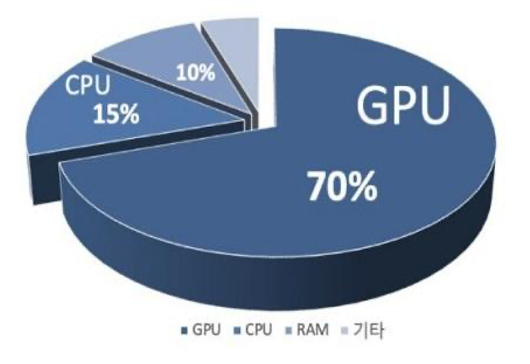 CPU
15%
10%
GPU
70%
GPU CPU RAM 기타